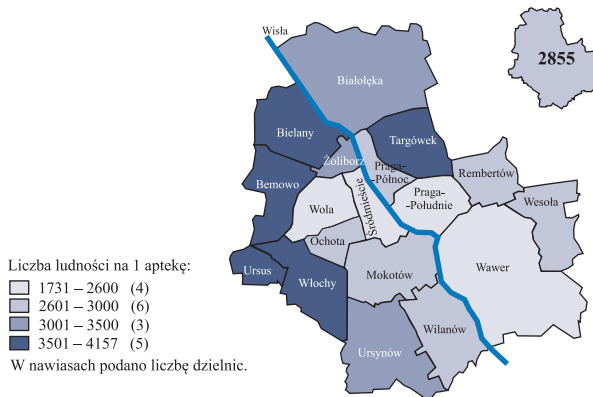 Wisła
Białołęka
2855
Bielany
Targówek
Żoliborz
Praga-
-Północ
Rembertów
Bemowo
Wesoła
Praga-
-Południe
Wola
Śródmieście
Ochota
Ursus
Włochy
Mokotów
Wawer
Wilanów
Ursynów
Liczba ludności na 1 aptekę:
1731 – 2600 (4)
2601 – 3000 (6)
3001 – 3500 (3)
3501 – 4157 (5)
W nawiasach podano liczbę dzielnic.